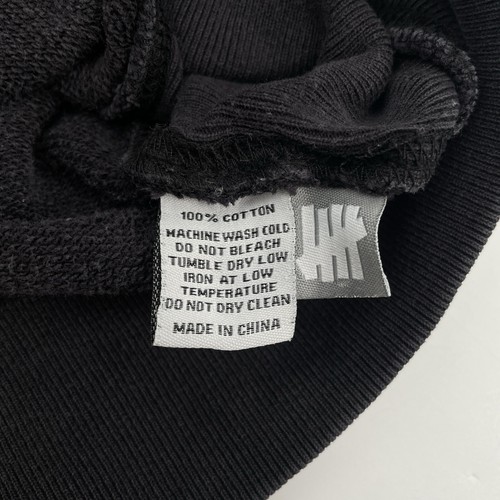 100% COTTON
MACHINE WASH COLD
DO NOT BLEACH
TUMBLE DRY LOW
IRON AT LOW
TEMPERATURE
DO NOT DRY CLEAN
MADE IN CHINA